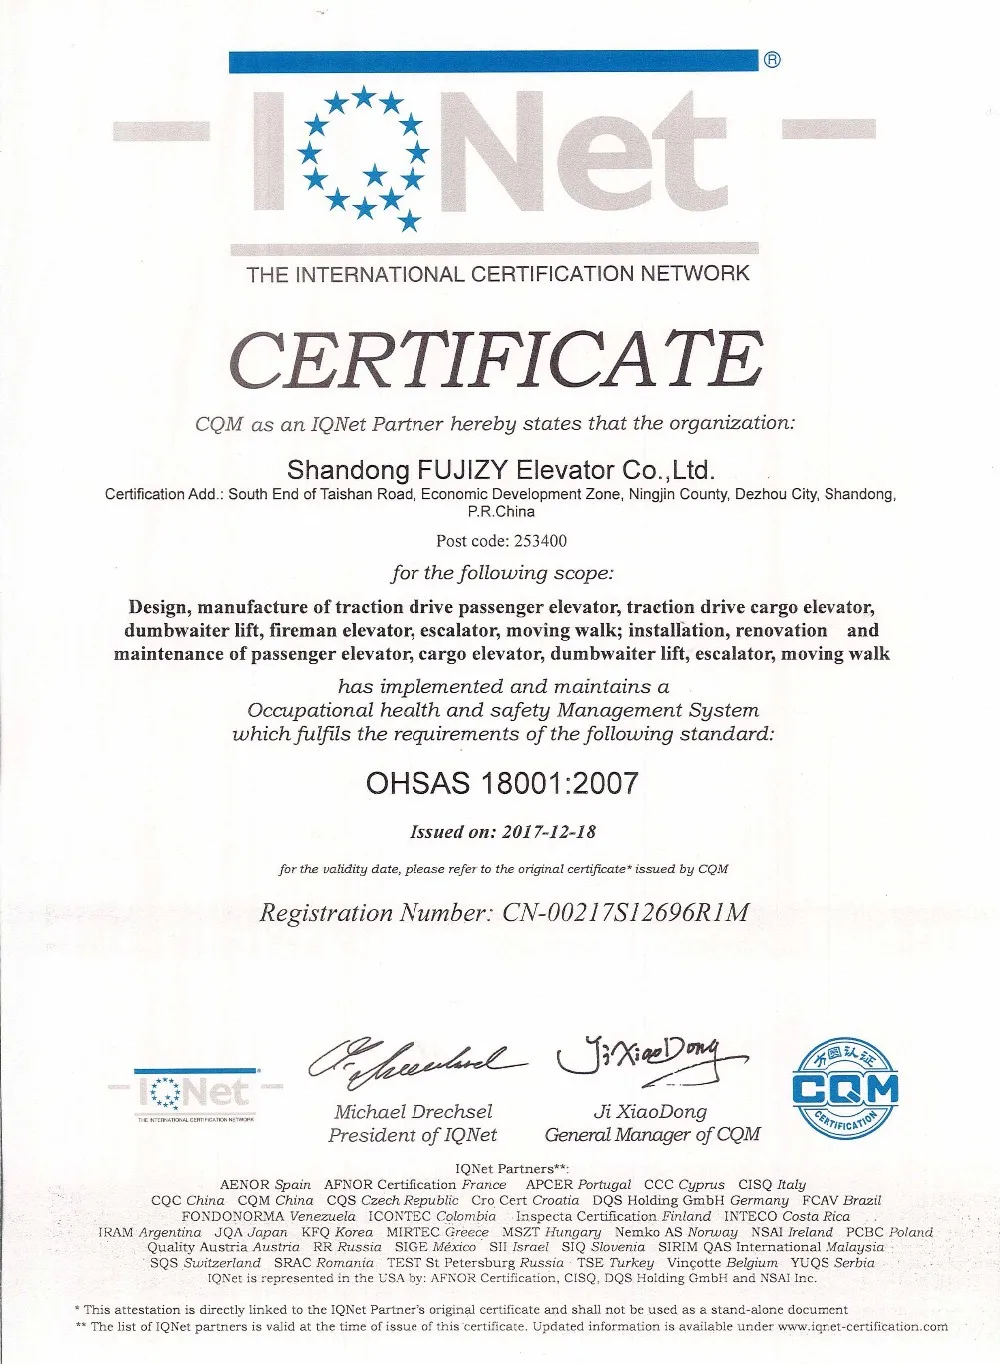 ®
IQNet
THE INTERNATIONAL CERTIFICATION NETWORK
CERTIFICATE
CQM as an IQNet Partner hereby states that the organization:
Shandong FUJIZY Elevator Co.,Ltd.
Certification Add.: South End of Taishan Road, Economic Development Zone, Ningjin County, Dezhou City, Shandong,
P.R.China
Post code: 253400
for the following scope:
Design, manufacture of traction drive passenger elevator, traction drive cargo elevator,
dumbwaiter lift, fireman elevator, escalator, moving walk; installation, renovation and
maintenance of passenger elevator, cargo elevator, dumbwaiter lift, escalator, moving walk
has implemented and maintains a
Occupational health and safety Management System
which fulfils the requirements of the following standard:
OHSAS 18001:2007
Issued on: 2017-12-18
for the validity date, please refer to the original certificate* issued by CQM
Registration Number: CN-00217S12696R1M
Ji XiaoDong
IQNet
THE INTERNATIONAL CERTIFICATION NETWORK
Michael Drechsel
President of IQNet
Ji XiaoDong
General Manager of CQM
方圆认证
CQM
CERTIFICATION
IQNet Partners**:
AENOR Spain AFNOR Certification France APCER Portugal CCC Cyprus CISQ Italy
CQC China CQM China CQS Czech Republic Cro Cert Croatia DQS Holding GmbH Germany FCAV Brazil
FONDONORMA Venezuela ICONTEC Colombia Inspecta Certification Finland INTECO Costa Rica
IRAM Argentina JQA Japan KFQ Korea MIRTEC Greece MSZT Hungary Nemko AS Norway NSAI Ireland PCBC Poland
Quality Austria Austria RR Russia SIGE México SII Israel SIQ Slovenia SIRIM QAS International Malaysia
SQS Switzerland SRAC Romania TEST St Petersburg Russia TSE Turkey Vinçotte Belgium YUQS Serbia
IQNet is represented in the USA by: AFNOR Certification, CISQ, DQS Holding GmbH and NSAI Inc.
* This attestation is directly linked to the IQNet Partner's original certificate and shall not be used as a stand-alone document
** The list of IQNet partners is valid at the time of issue of this certificate. Updated information is available under www.iqnet-certification.com